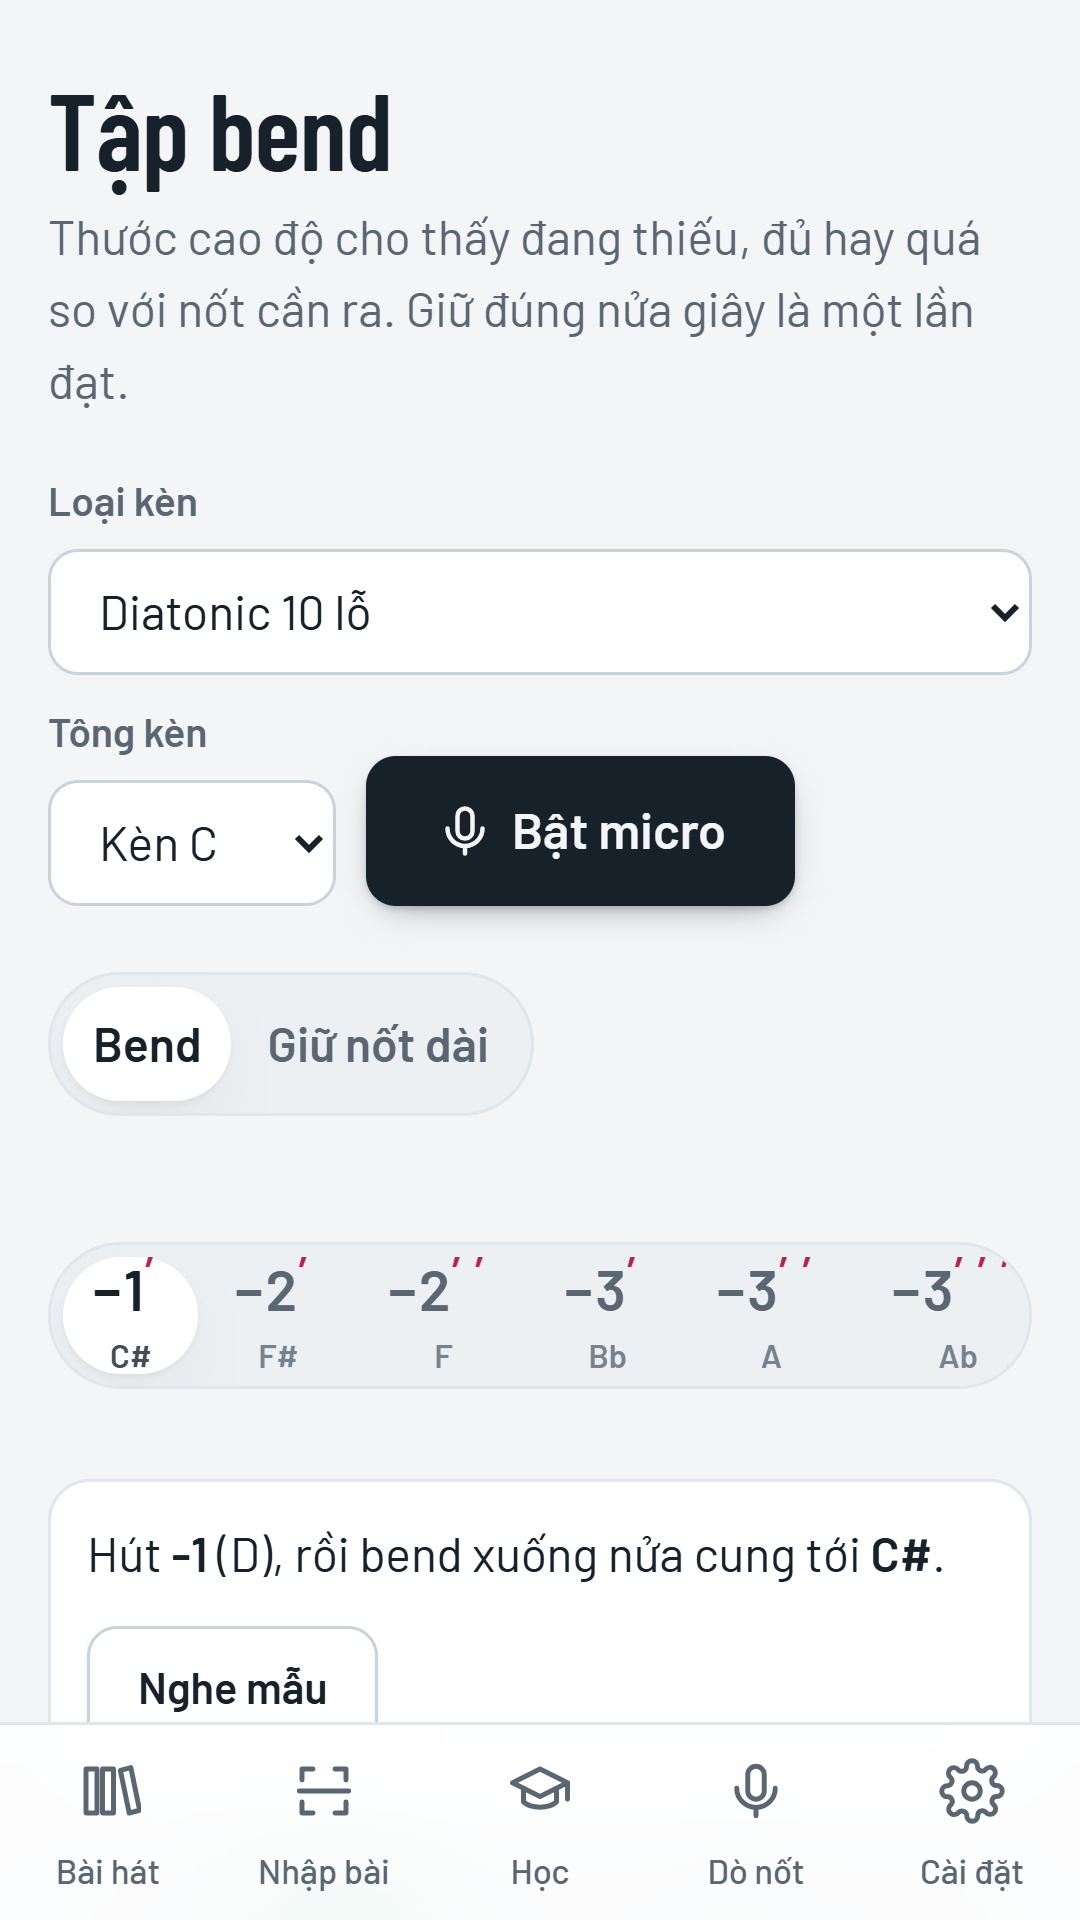 Tập bend
Thước cao độ cho thấy đang thiếu, đủ hay quá
so với nốt cần ra. Giữ đúng nửa giây là một lần
đạt.
Loại kèn
Diatonic 10 lỗ
Tông kèn
Kèn C
Bật micro
Bend Giữ nốt dài
−1′ −2′ −2′′ −3′ −3′′ −3′′′
C# F# F Bb A Ab
Hút −1 (D), rồi bend xuống nửa cung tới C#.
Nghe mẫu
Bài hát Nhập bài Học Dò nốt Cài đặt